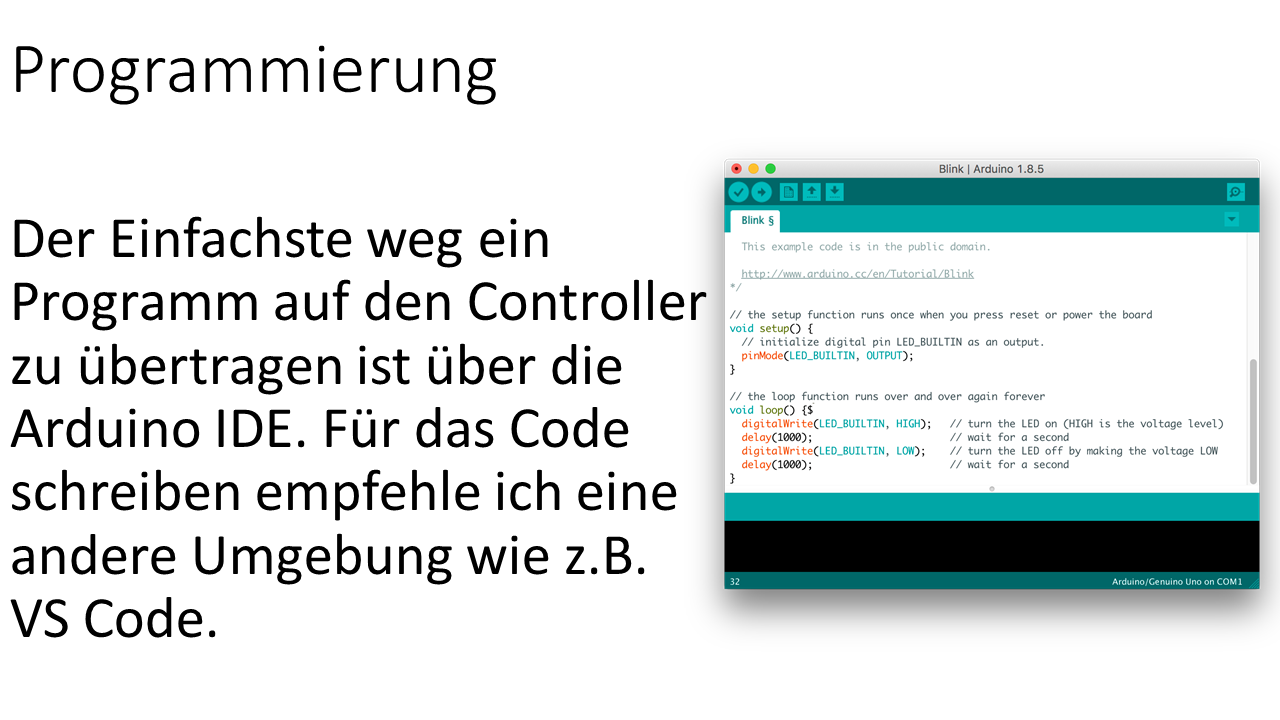 Programmierung
Der Einfachste weg ein
Programm auf den Controller
zu übertragen ist über die
Arduino IDE. Für das Code
schreiben empfehle ich eine
andere Umgebung wie z.B.
VS Code.
Blink | Arduino 1.8.5
Blink §
This example code is in the public domain.
http://www.arduino.cc/en/Tutorial/Blink
*/
// the setup function runs once when you press reset or power the board
void setup() {
  // initialize digital pin LED_BUILTIN as an output.
  pinMode(LED_BUILTIN, OUTPUT);
}
// the loop function runs over and over again forever
void loop() {$
  digitalWrite(LED_BUILTIN, HIGH);   // turn the LED on (HIGH is the voltage level)
  delay(1000);                       // wait for a second
  digitalWrite(LED_BUILTIN, LOW);    // turn the LED off by making the voltage LOW
  delay(1000);                       // wait for a second
}
32 Arduino/Genuino Uno on COM1